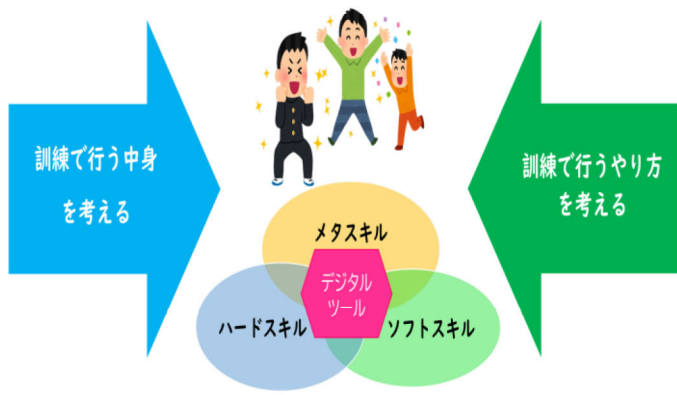 訓練で行う中身
を考える
訓練で行うやり方
を考える
メタスキル
デジタル
ツール
ハードスキル
ソフトスキル